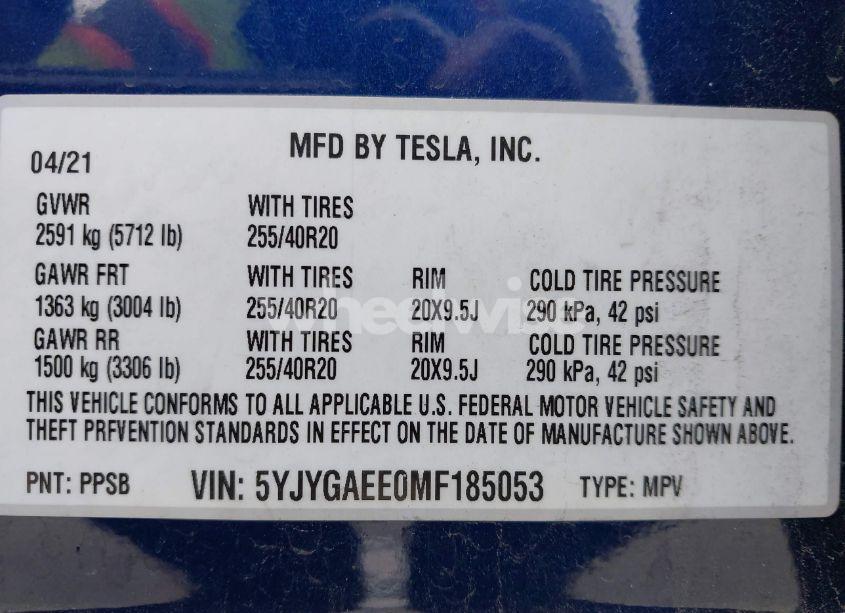 MFD BY TESLA, INC.
04/21
GVWR WITH TIRES
2591 kg (5712 lb) 255/40R20
GAWR FRT WITH TIRES RIM COLD TIRE PRESSURE
1363 kg (3004 lb) 255/40R20 20X9.5J 290 kPa, 42 psi
GAWR RR WITH TIRES RIM COLD TIRE PRESSURE
1500 kg (3306 lb) 255/40R20 20X9.5J 290 kPa, 42 psi
THIS VEHICLE CONFORMS TO ALL APPLICABLE U.S. FEDERAL MOTOR VEHICLE SAFETY AND
THEFT PRFVENTION STANDARDS IN EFFECT ON THE DATE OF MANUFACTURE SHOWN ABOVE.
PNT: PPSB VIN: 5YJYGAEE0MF185053 TYPE: MPV
wheelwise